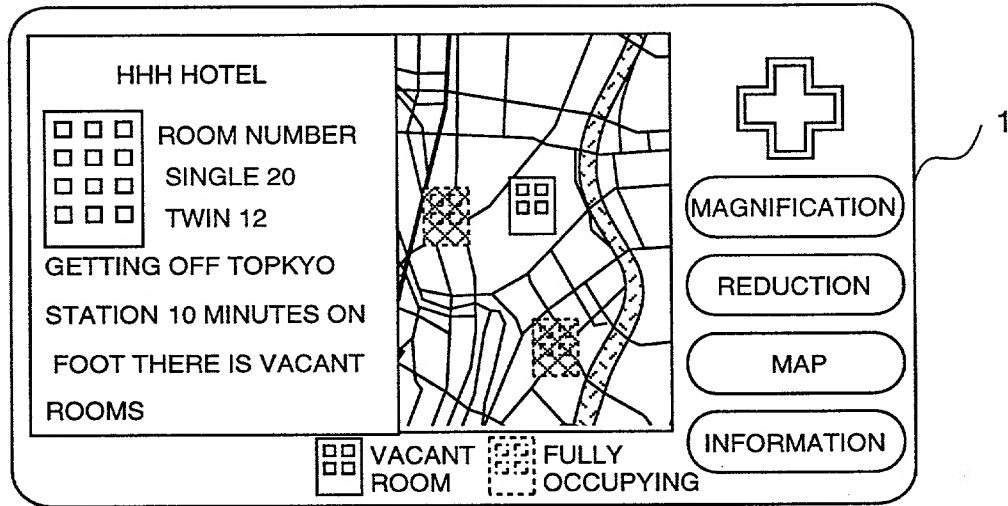 HHH HOTEL
ROOM NUMBER
SINGLE 20
TWIN 12
GETTING OFF TOPKYO
STATION 10 MINUTES ON
FOOT THERE IS VACANT
ROOMS
MAGNIFICATION
REDUCTION
MAP
INFORMATION
VACANT
ROOM
FULLY
OCCUPYING
1